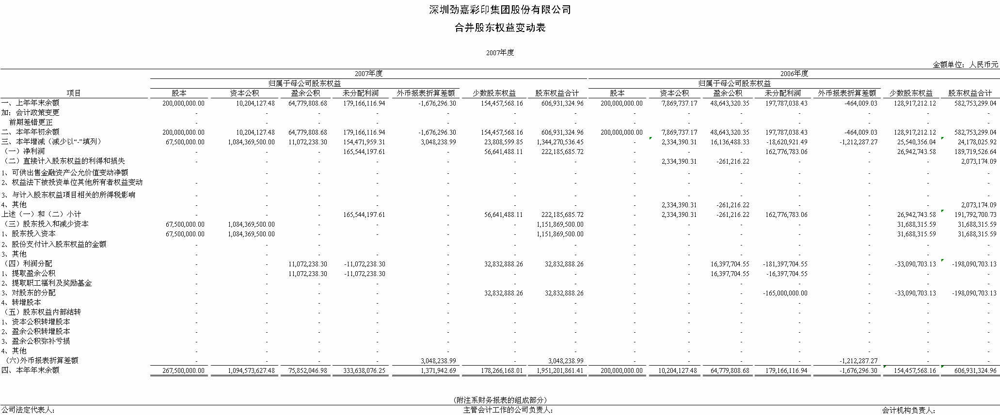 深圳劲嘉彩印集团股份有限公司
合并股东权益变动表
2007年度
金额单位：人民币元
2007年度 2006年度
归属于母公司股东权益 归属于母公司股东权益
项目 股本 资本公积 盈余公积 未分配利润 外币报表折算差额 少数股东权益 股东权益合计 股本 资本公积 盈余公积 未分配利润 外币报表折算差额 少数股东权益 股东权益合计
一、上年年末余额 200,000,000.00 10,204,127.48 64,779,808.68 179,166,116.94 -1,676,296.30 154,457,568.16 606,931,324.96 200,000,000.00 7,869,737.17 48,643,320.35 197,787,038.43 -464,009.03 128,917,212.12 582,753,299.04
加：会计政策变更 - - - - - - - - - - - - - -
前期差错更正 - - - - - - - - - - - - - -
二、本年年初余额 200,000,000.00 10,204,127.48 64,779,808.68 179,166,116.94 -1,676,296.30 154,457,568.16 606,931,324.96 200,000,000.00 7,869,737.17 48,643,320.35 197,787,038.43 -464,009.03 128,917,212.12 582,753,299.04
三、本年增减（减少以“-”填列） 67,500,000.00 1,084,369,500.00 11,072,238.30 154,471,959.31 3,048,238.99 23,808,599.85 1,344,270,536.45 - 2,334,390.31 16,136,488.33 -18,620,921.49 -1,212,287.27 25,540,356.04 24,178,025.92
（一）净利润 - - - 165,544,197.61 - 56,641,488.11 222,185,685.72 - - - 162,776,783.06 - 26,942,743.58 189,719,526.64
（二）直接计入股东权益的利得和损失 - - - - - - - - 2,334,390.31 -261,216.22 - - - 2,073,174.09
1、可供出售金融资产公允价值变动净额 - - - - - - - - - - - - - -
2、权益法下被投资单位其他所有者权益变动 - - - - - - - - - - - - - -
3、与计入股东权益项目相关的所得税影响 - - - - - - - - - - - - - -
4、其他 - - - - - - - - 2,334,390.31 -261,216.22 - - - 2,073,174.09
上述（一）和（二）小计 - - - 165,544,197.61 - 56,641,488.11 222,185,685.72 - 2,334,390.31 -261,216.22 162,776,783.06 - 26,942,743.58 191,792,700.73
（三）股东投入和减少资本 67,500,000.00 1,084,369,500.00 - - - - 1,151,869,500.00 - - - - - 31,688,315.59 31,688,315.59
1、股东投入资本 67,500,000.00 1,084,369,500.00 - - - - 1,151,869,500.00 - - - - - 31,688,315.59 31,688,315.59
2、股份支付计入股东权益的金额 - - - - - - - - - - - - - -
3、其他 - - - - - - - - - - - - - -
（四）利润分配 - - 11,072,238.30 -11,072,238.30 - 32,832,888.26 32,832,888.26 - - 16,397,704.55 -181,397,704.55 - -33,090,703.13 -198,090,703.13
1、提取盈余公积 - - 11,072,238.30 -11,072,238.30 - - - - - 16,397,704.55 -16,397,704.55 - - -
2、提取职工福利及奖励基金 - - - - - - - - - - - - - -
3、对股东的分配 - - - - - 32,832,888.26 32,832,888.26 - - - -165,000,000.00 - -33,090,703.13 -198,090,703.13
4、转增股本 - - - - - - - - - - - - - -
（五）股东权益内部结转 - - - - - - - - - - - - - -
1、资本公积转增股本 - - - - - - - - - - - - - -
2、盈余公积转增股本 - - - - - - - - - - - - - -
3、盈余公积弥补亏损 - - - - - - - - - - - - - -
4、其他 - - - - - - - - - - - - - -
（六)外币报表折算差额 - - - - 3,048,238.99 - 3,048,238.99 - - - - -1,212,287.27 - -
四、本年年末余额 267,500,000.00 1,094,573,627.48 75,852,046.98 333,638,076.25 1,371,942.69 178,266,168.01 1,951,201,861.41 200,000,000.00 10,204,127.48 64,779,808.68 179,166,116.94 -1,676,296.30 154,457,568.16 606,931,324.96
（附注系财务报表的组成部分）
公司法定代表人： 主管会计工作的公司负责人： 会计机构负责人：